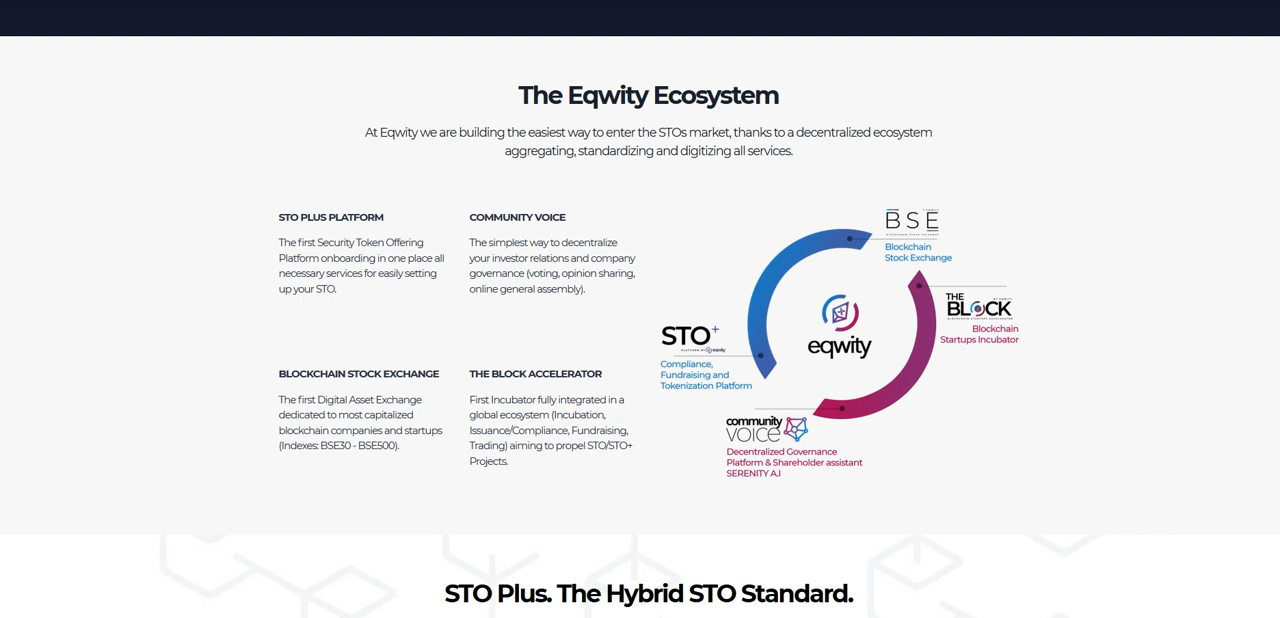 The Eqwity Ecosystem
At Eqwity we are building the easiest way to enter the STOs market, thanks to a decentralized ecosystem
aggregating, standardizing and digitizing all services.
STO PLUS PLATFORM
The first Security Token Offering
Platform onboarding in one place all
necessary services for easily setting
up your STO.
COMMUNITY VOICE
The simplest way to decentralize
your investor relations and company
governance (voting, opinion sharing,
online general assembly).
BLOCKCHAIN STOCK EXCHANGE
The first Digital Asset Exchange
dedicated to most capitalized
blockchain companies and startups
(Indexes: BSE30 - BSE500).
THE BLOCK ACCELERATOR
First Incubator fully integrated in a
global ecosystem (Incubation,
Issuance/Compliance, Fundraising,
Trading) aiming to propel STO/STO+
Projects.
BSE
Blockchain
Stock Exchange
THE
BLOCK
Blockchain
Startups Incubator
eqwity
STO+
PLATFORM BY eqwity
Compliance,
Fundraising and
Tokenization Platform
community
VOICE
Decentralized Governance
Platform & Shareholder assistant
SERENITY A.I
STO Plus. The Hybrid STO Standard.